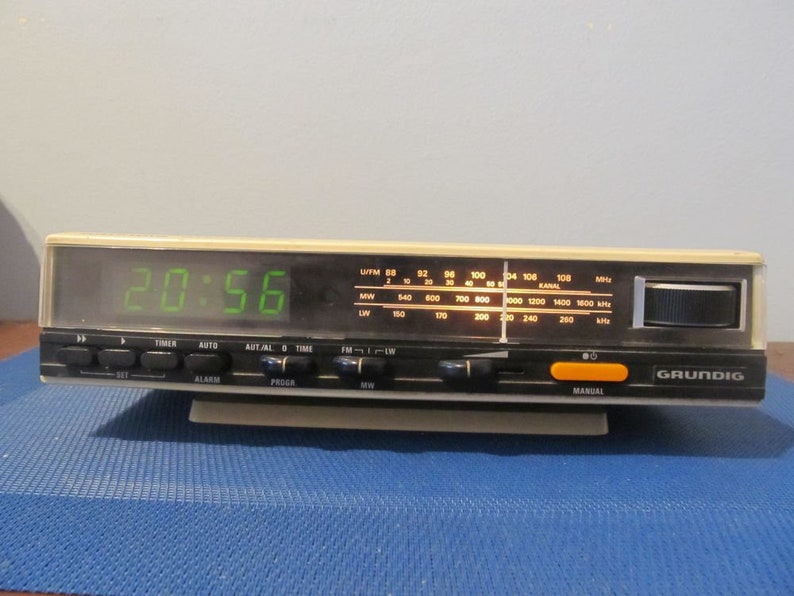 20:56
U/FM 88 92 96 100 104 106 108 MHz
2 10 20 30 40 50 55 KANAL
MW 540 600 700 800 1000 1200 1400 1600 kHz
LW 150 170 200 220 240 260 kHz
TIMER AUTO AUT./AL. 0 TIME FM LW
SET ALARM PROGR. MW MANUAL GRUNDIG